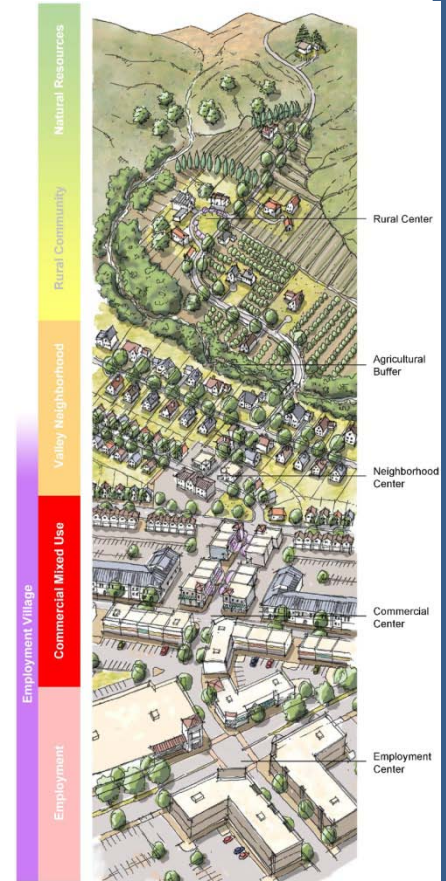 Natural Resources
Rural Community
Valley Neighborhood
Commercial Mixed Use
Employment
Employment Village
Rural Center
Agricultural
Buffer
Neighborhood
Center
Commercial
Center
Employment
Center